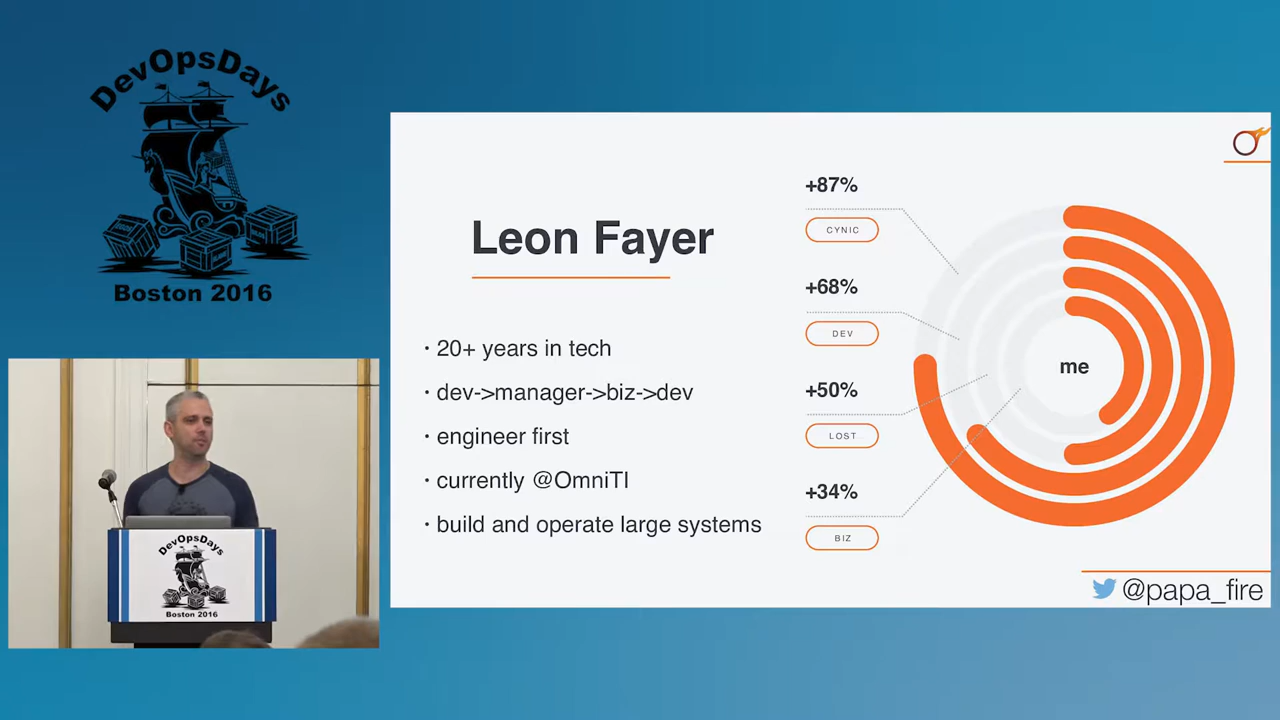 DevOpsDays
Boston 2016
Leon Fayer
· 20+ years in tech
· dev->manager->biz->dev
· engineer first
· currently @OmniTI
· build and operate large systems
+87%
CYNIC
+68%
DEV
+50%
LOST
+34%
BIZ
me
@papa_fire
DevOpsDays
Boston 2016